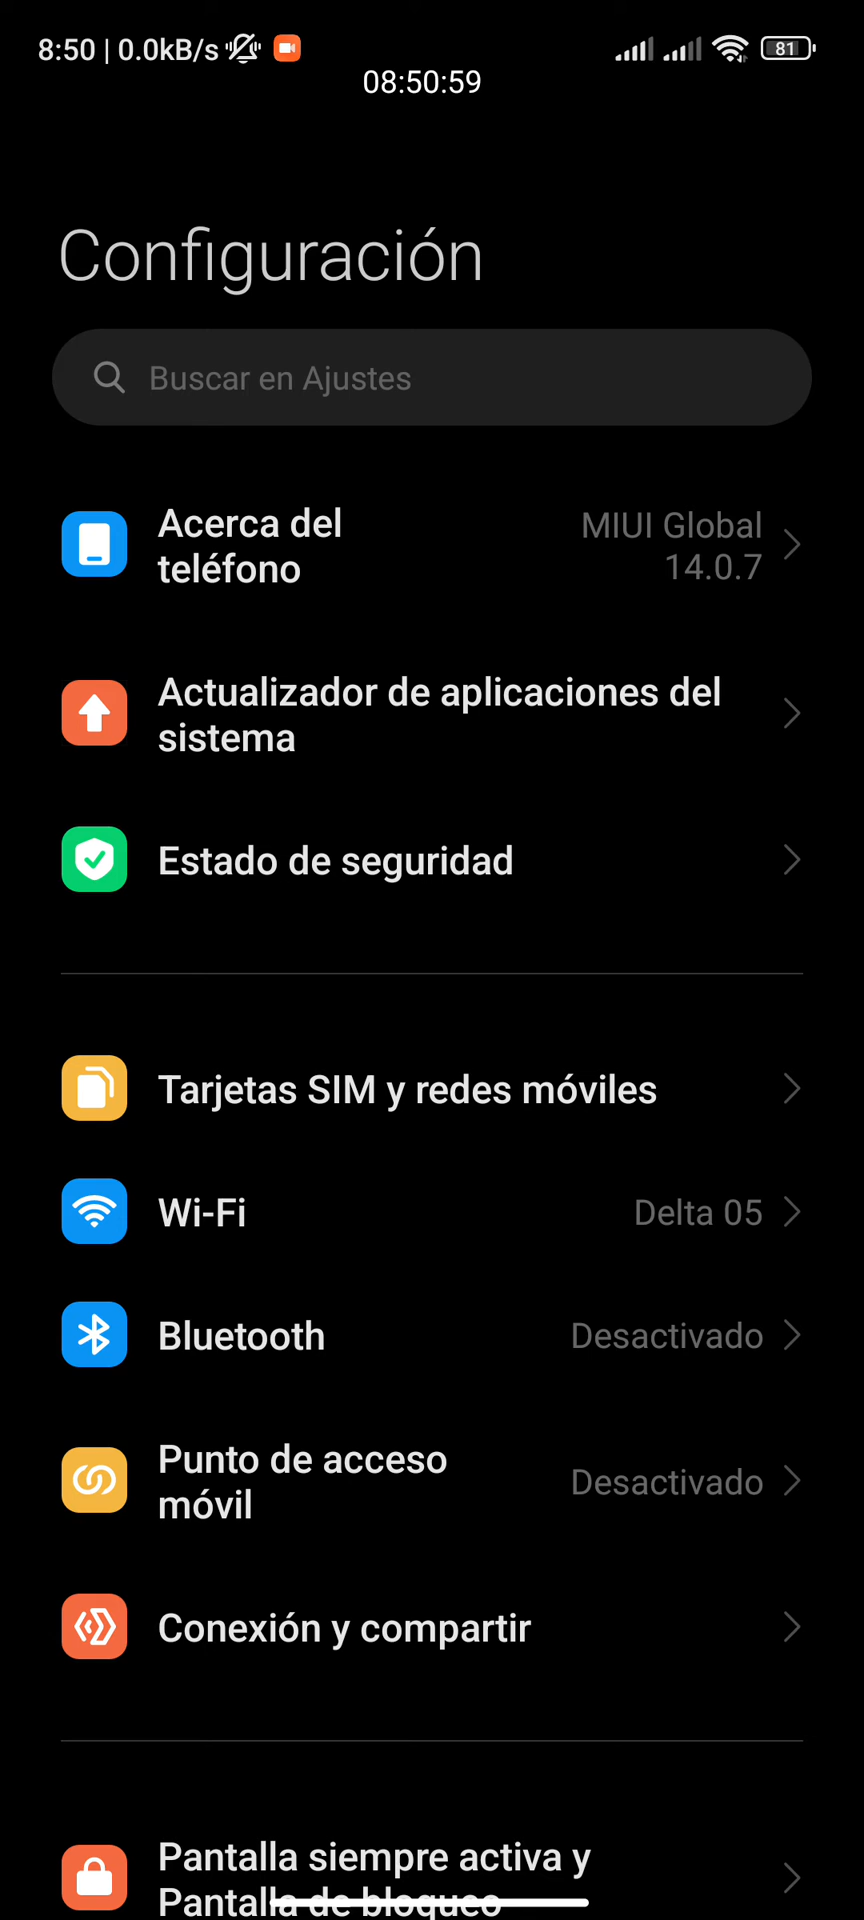 8:50 | 0.0kB/s 81
08:50:59
Configuración
Buscar en Ajustes
Acerca del
teléfono
MIUI Global
14.0.7
Actualizador de aplicaciones del
sistema
Estado de seguridad
Tarjetas SIM y redes móviles
Wi-Fi Delta 05
Bluetooth Desactivado
Punto de acceso
móvil
Desactivado
Conexión y compartir
Pantalla siempre activa y
Pantalla de bloqueo